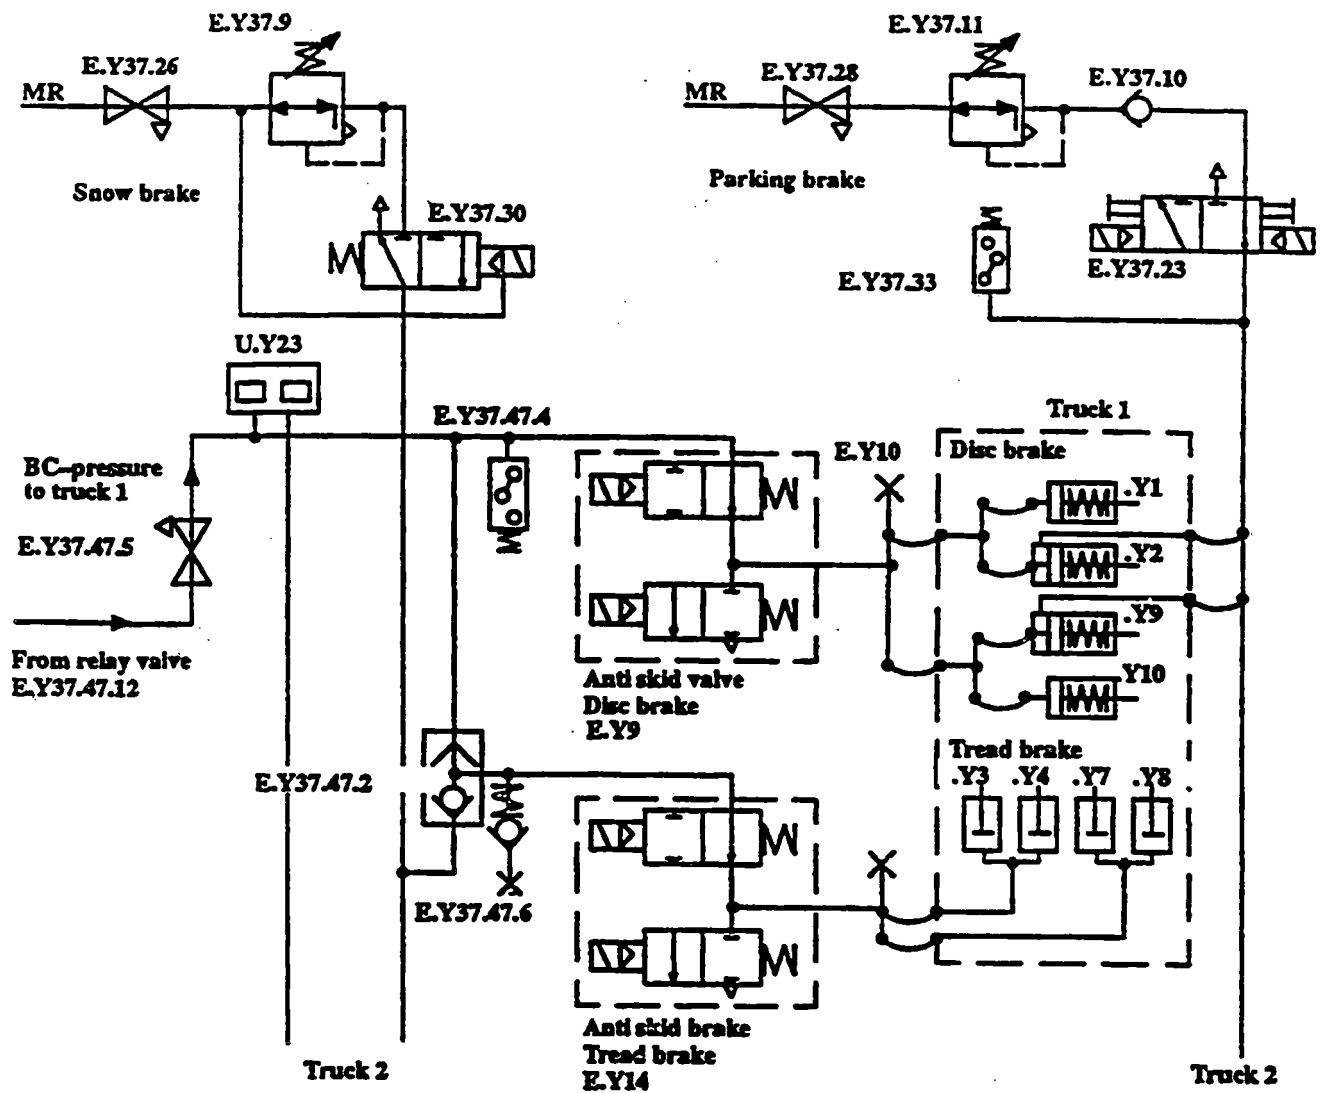 E.Y37.9
E.Y37.11
E.Y37.26
E.Y37.28
E.Y37.10
MR
MR
Snow brake
Parking brake
E.Y37.30
E.Y37.33
E.Y37.23
U.Y23
E.Y37.47.4
Truck 1
E.Y10
Disc brake
BC-pressure
to truck 1
.Y1
E.Y37.47.5
.Y2
.Y9
From relay valve
E.Y37.47.12
Anti skid valve
Disc brake
E.Y9
Y10
Tread brake
E.Y37.47.2
.Y3 .Y4 .Y7 .Y8
E.Y37.47.6
Anti skid brake
Tread brake
E.Y14
Truck 2
Truck 2